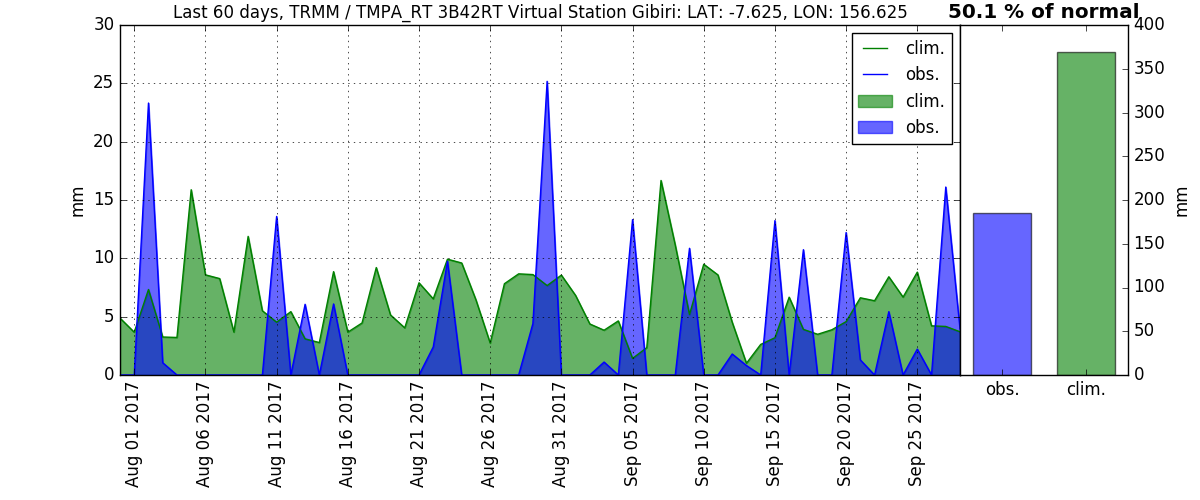 Last 60 days, TRMM / TMPA_RT 3B42RT Virtual Station Gibiri: LAT: -7.625, LON: 156.625
50.1 % of normal
30
25
20
15
10
5
0
mm
clim.
obs.
clim.
obs.
400
350
300
250
200
150
100
50
0
mm
Aug 01 2017
Aug 06 2017
Aug 11 2017
Aug 16 2017
Aug 21 2017
Aug 26 2017
Aug 31 2017
Sep 05 2017
Sep 10 2017
Sep 15 2017
Sep 20 2017
Sep 25 2017
obs.
clim.